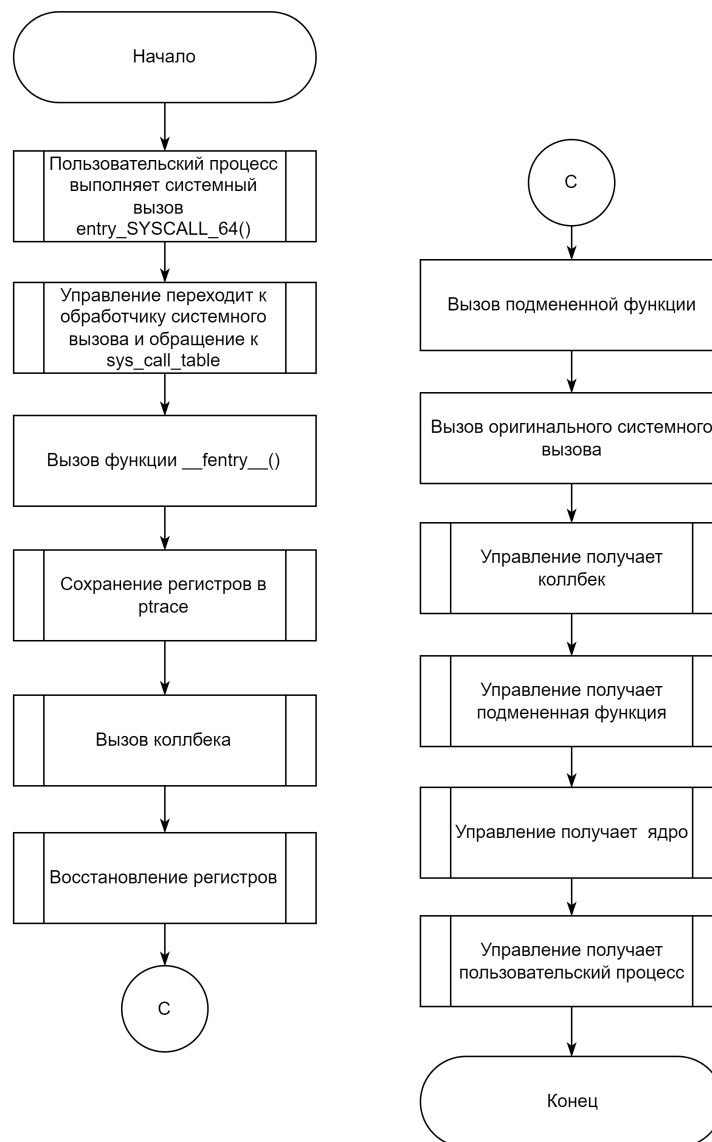 Начало
Пользовательский процесс
выполняет системный
вызов
entry_SYSCALL_64()
Управление переходит к
обработчику системного
вызова и обращение к
sys_call_table
Вызов функции __fentry__()
Сохранение регистров в
ptrace
Вызов коллбека
Восстановление регистров
С
С
Вызов подмененной функции
Вызов оригинального системного
вызова
Управление получает
коллбек
Управление получает
подмененная функция
Управление получает ядро
Управление получает
пользовательский процесс
Конец